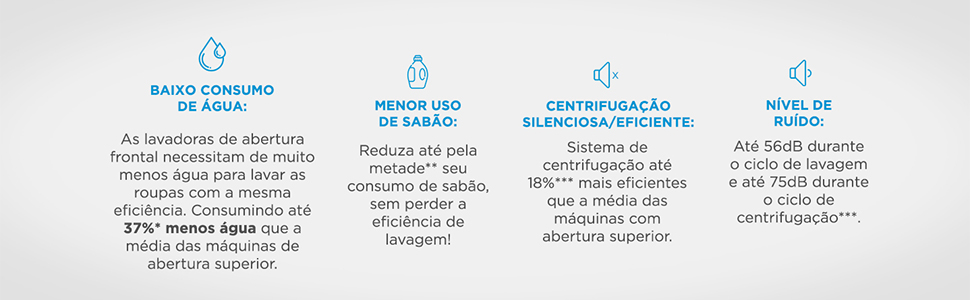 BAIXO CONSUMO
DE ÁGUA:
As lavadoras de abertura
frontal necessitam de muito
menos água para lavar as
roupas com a mesma
eficiência. Consumindo até
37%* menos água que a
média das máquinas de
abertura superior.
MENOR USO
DE SABÃO:
Reduza até pela
metade** seu
consumo de sabão,
sem perder a
eficiência de
lavagem!
CENTRIFUGAÇÃO
SILENCIOSA/EFICIENTE:
Sistema de
centrifugação até
18%*** mais eficientes
que a média das
máquinas com
abertura superior.
NÍVEL DE
RUÍDO:
Até 56dB durante
o ciclo de lavagem
e até 75dB durante
o ciclo de
centrifugação***.